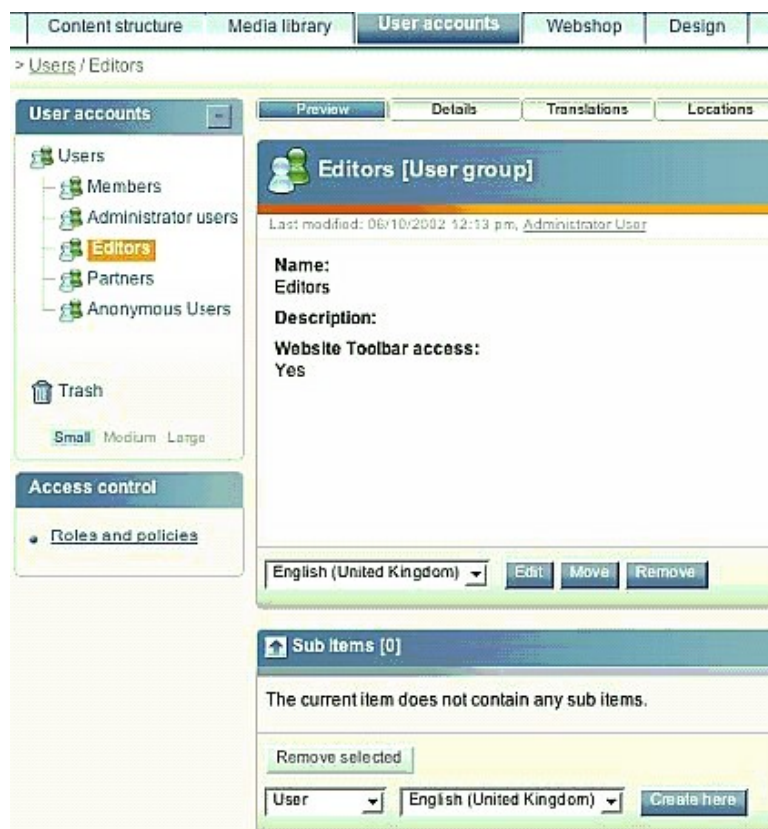 Content structure Media library User accounts Webshop Design
> Users / Editors
User accounts
Users
Members
Administrator users
Editors
Partners
Anonymous Users
Trash
Small Medium Large
Access control
Roles and policies
Preview Details Translations Locations
Editors [User group]
Last modified: 06/10/2002 12:13 pm, Administrator User
Name:
Editors
Description:
Website Toolbar access:
Yes
English (United Kingdom) Edit Move Remove
Sub items [0]
The current item does not contain any sub items.
Remove selected
User English (United Kingdom) Create here